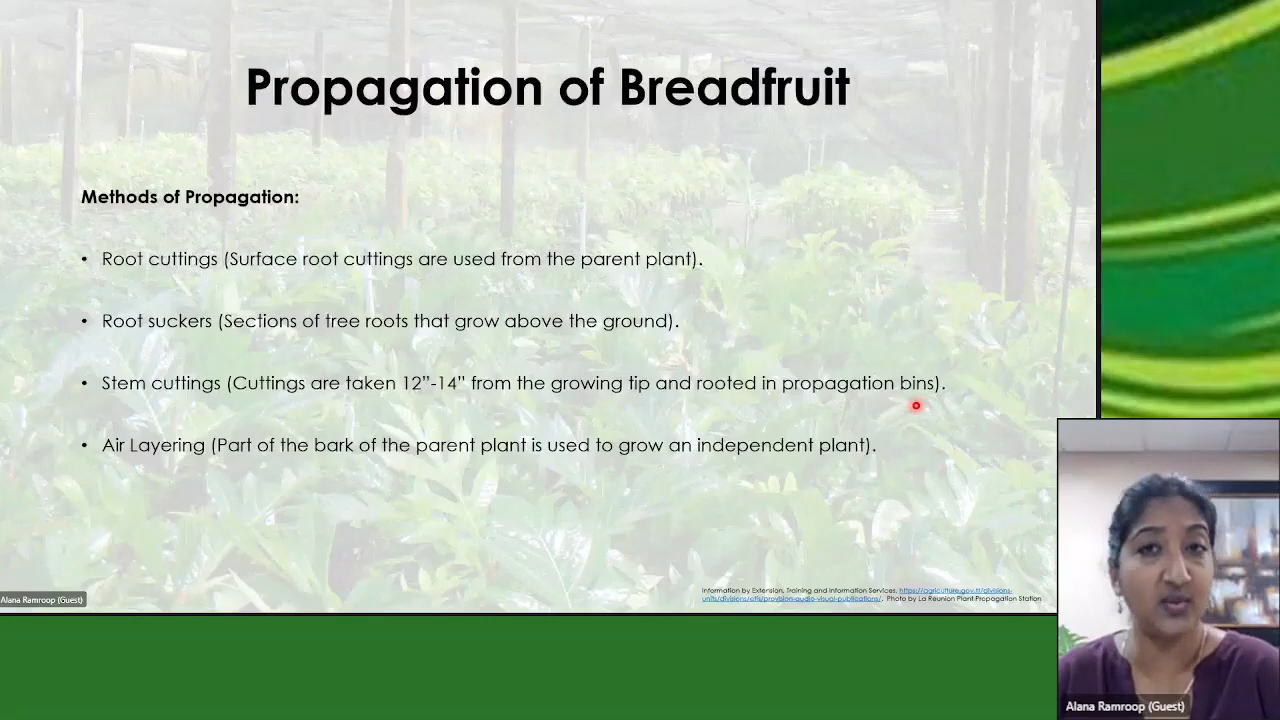 Propagation of Breadfruit
Methods of Propagation:
• Root cuttings (Surface root cuttings are used from the parent plant).
• Root suckers (Sections of tree roots that grow above the ground).
• Stem cuttings (Cuttings are taken 12”-14” from the growing tip and rooted in propagation bins).
• Air Layering (Part of the bark of the parent plant is used to grow an independent plant).
Information by Extension, Training and Information Services, https://agriculture.gov.tt/divisions-
units/divisions/etis/provision-audio-visual-publications/. Photo by La Reunion Plant Propagation Station
Alana Ramroop (Guest)
Alana Ramroop (Guest)